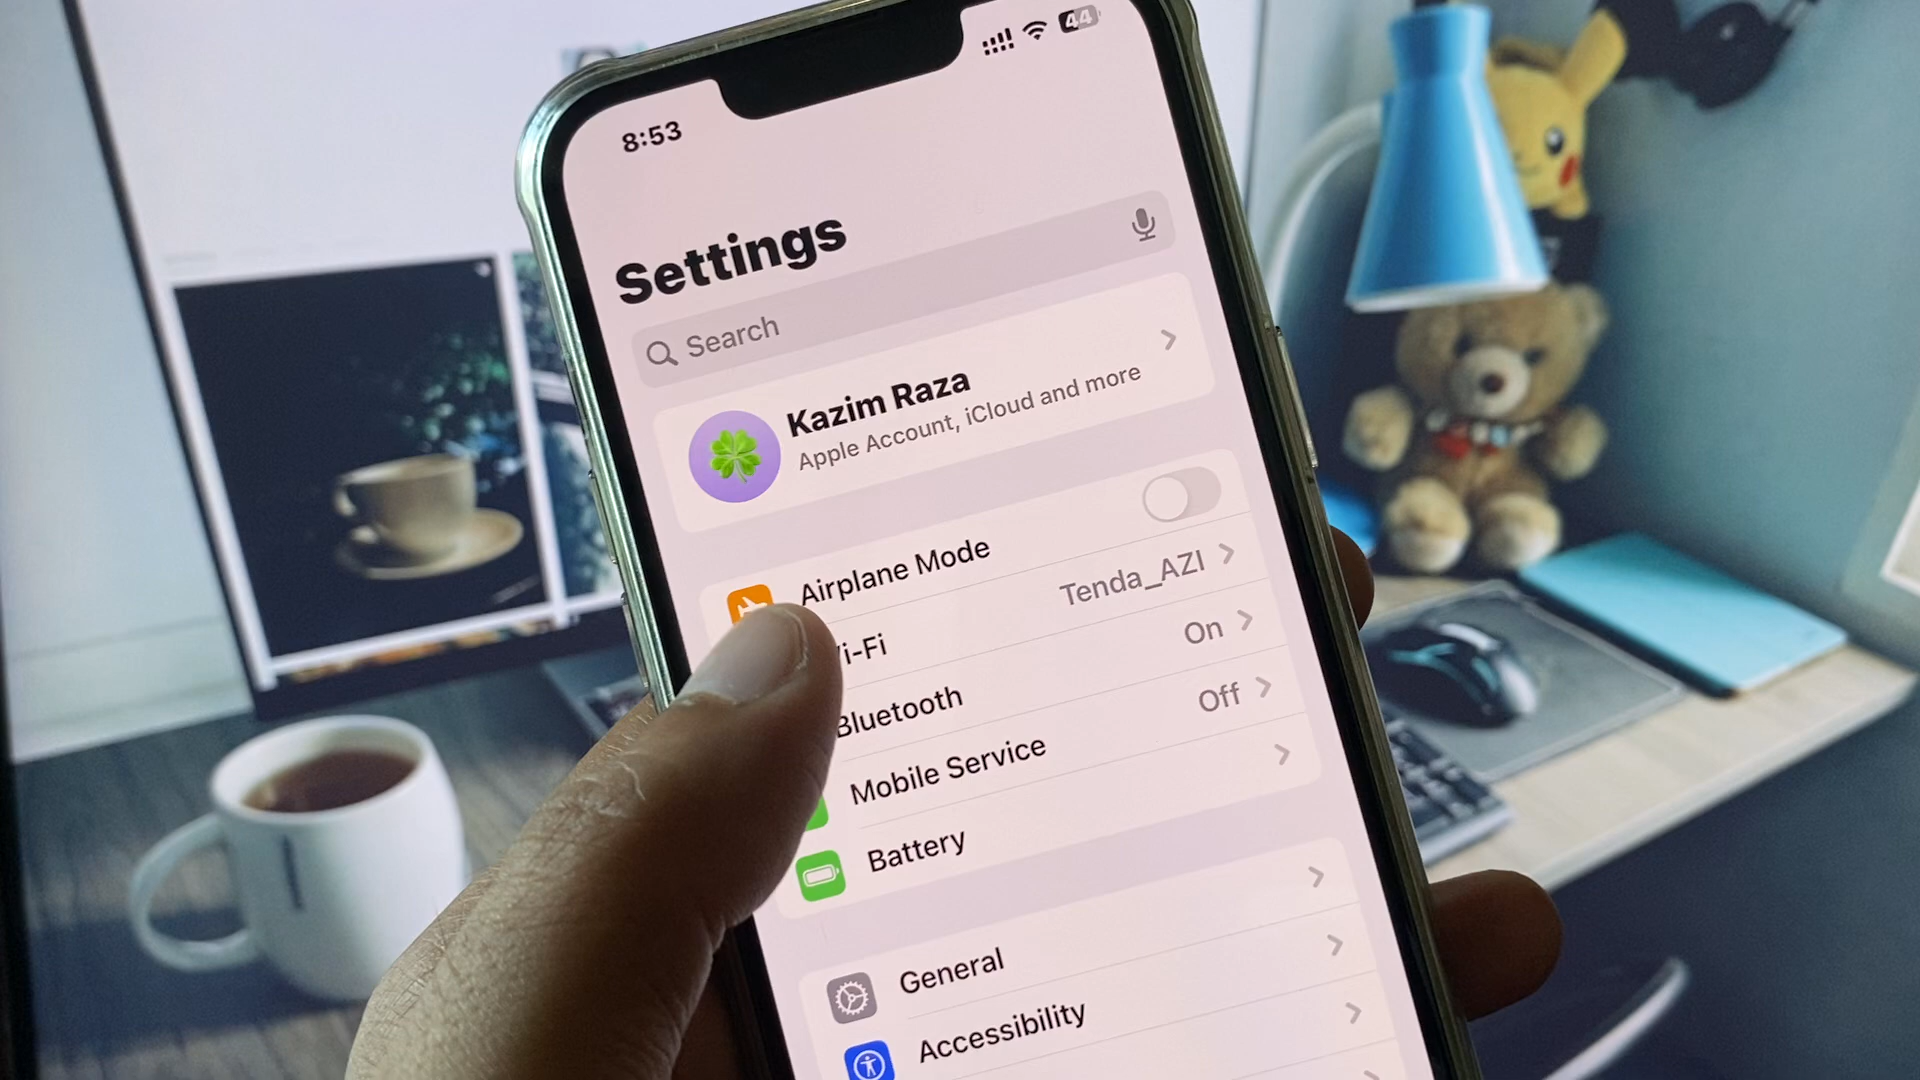 8:53
44
Settings
Search
Kazim Raza
Apple Account, iCloud and more
Airplane Mode
i-Fi
Tenda_AZI
Bluetooth
On
Mobile Service
Off
Battery
General
Accessibility